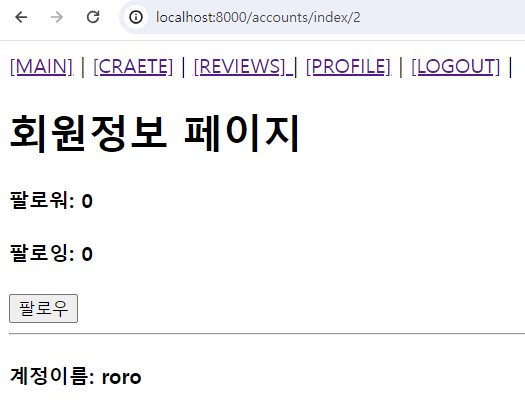 localhost:8000/accounts/index/2
[MAIN] | [CRAETE] | [REVIEWS] | [PROFILE] | [LOGOUT] |
회원정보 페이지
팔로워: 0
팔로잉: 0
팔로우
계정이름: roro